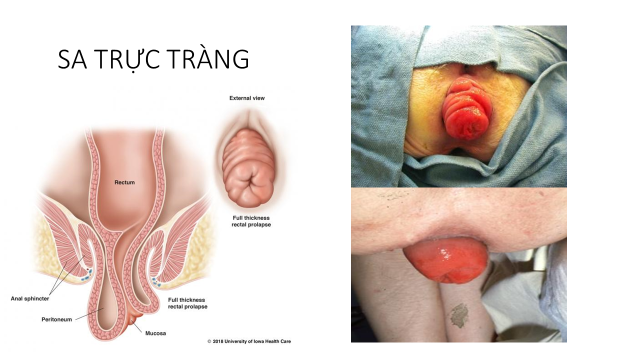 SA TRỰC TRÀNG
External view
Rectum
Full thickness
rectal prolapse
Anal sphincter
Full thickness
rectal prolapse
Peritoneum
Mucosa
© 2018 University of Iowa Health Care